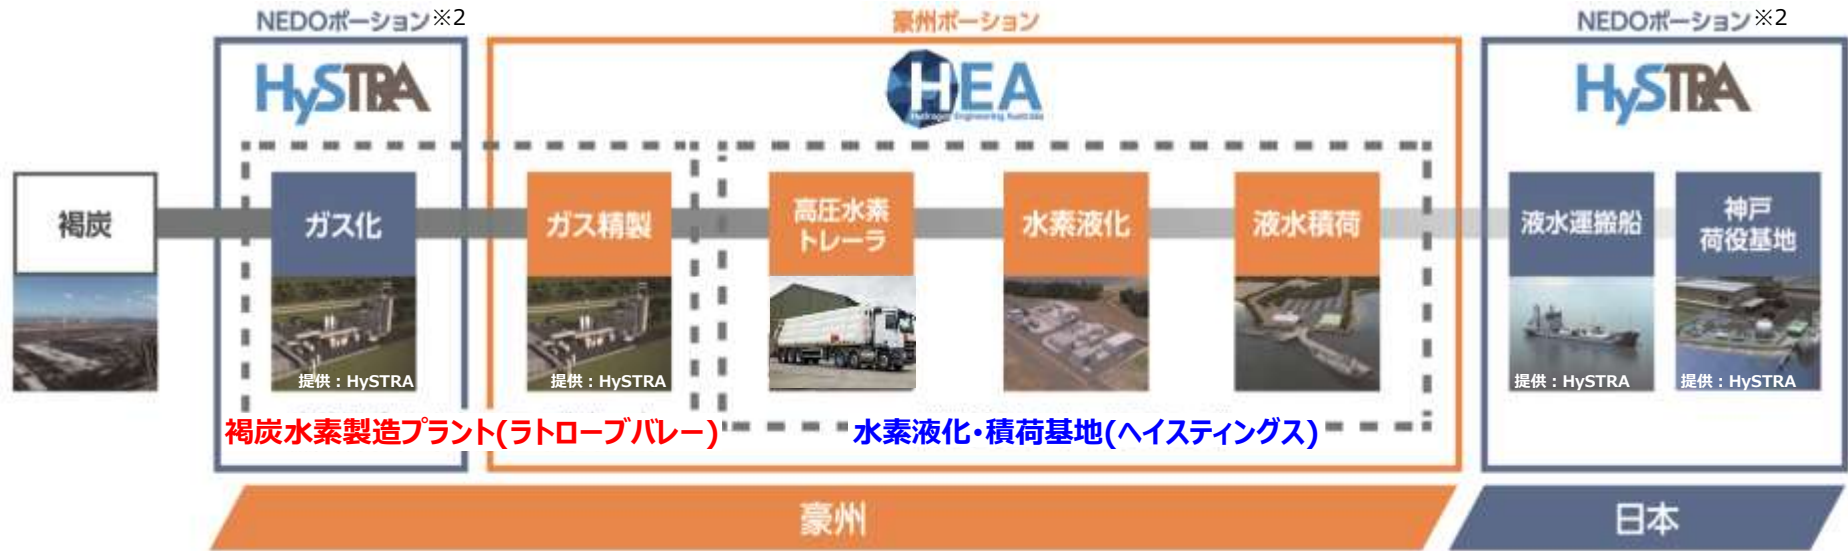 NEDOポーション※2
豪州ポーション
NEDOポーション※2
HySTRA
HEA
Hydrogen Engineering Australia
HySTRA
褐炭
ガス化
ガス精製
高圧水素
トレーラ
水素液化
液水積荷
液水運搬船
神戸
荷役基地
提供：HySTRA
提供：HySTRA
提供：HySTRA
提供：HySTRA
褐炭水素製造プラント(ラトローブバレー)
水素液化・積荷基地(ヘイスティングス)
豪州
日本